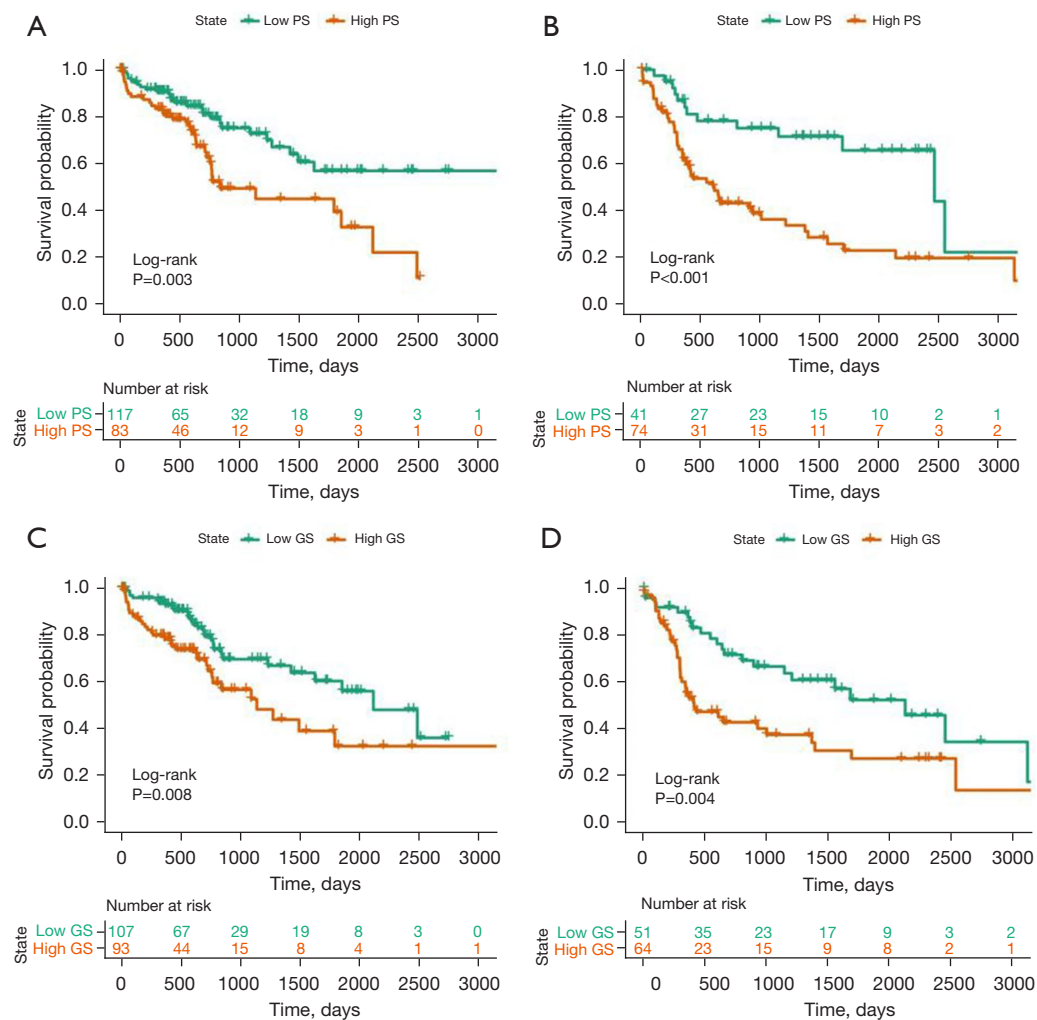 A
State Low PS High PS
Survival probability
1.0
0.8
0.6
0.4
0.2
0.0
Log-rank
P=0.003
0 500 1000 1500 2000 2500 3000
Time, days
Number at risk
State
Low PS 117 65 32 18 9 3 1
High PS 83 46 12 9 3 1 0
0 500 1000 1500 2000 2500 3000
Time, days
B
State Low PS High PS
Survival probability
1.0
0.8
0.6
0.4
0.2
0.0
Log-rank
P<0.001
0 500 1000 1500 2000 2500 3000
Time, days
Number at risk
State
Low PS 41 27 23 15 10 2 1
High PS 74 31 15 11 7 3 2
0 500 1000 1500 2000 2500 3000
Time, days
C
State Low GS High GS
Survival probability
1.0
0.8
0.6
0.4
0.2
0.0
Log-rank
P=0.008
0 500 1000 1500 2000 2500 3000
Time, days
Number at risk
State
Low GS 107 67 29 19 8 3 0
High GS 93 44 15 8 4 1 1
0 500 1000 1500 2000 2500 3000
Time, days
D
State Low GS High GS
Survival probability
1.0
0.8
0.6
0.4
0.2
0.0
Log-rank
P=0.004
0 500 1000 1500 2000 2500 3000
Time, days
Number at risk
State
Low GS 51 35 23 17 9 3 2
High GS 64 23 15 9 8 2 1
0 500 1000 1500 2000 2500 3000
Time, days